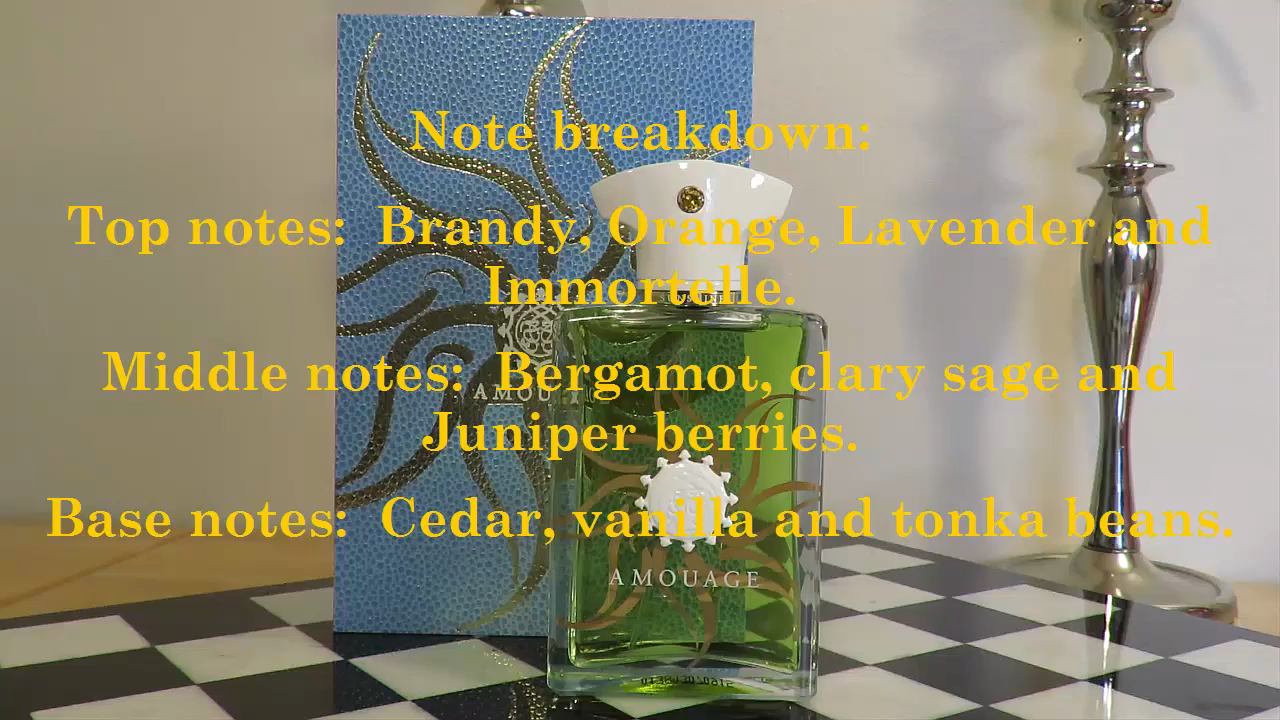 Note breakdown:
Top notes: Brandy, Orange, Lavender and
Immortelle.
Middle notes: Bergamot, clary sage and
Juniper berries.
Base notes: Cedar, vanilla and tonka beans.
AMOU
AMOUAGE